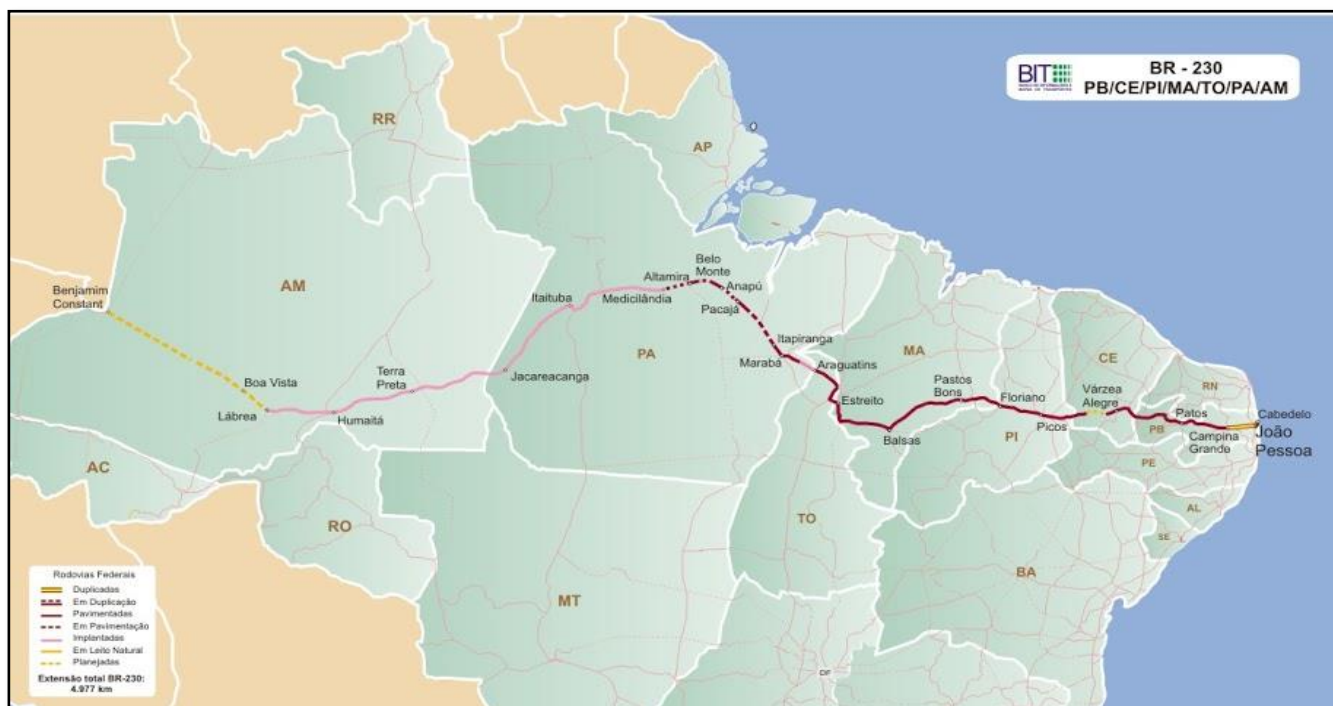 BIT
BR - 230
PB/CE/PI/MA/TO/PA/AM
RR
AP
Benjamim
Constant
AM
Altamira
Belo
Monte
Itaituba
Medicilândia
Anapú
Pacajá
PA
Itapiranga
Marabá
Araguatins
MA
CE
Terra
Preta
Jacareacanga
Boa Vista
Lábrea
Humaitá
Estreito
Pastos
Bons
Floriano
Várzea
Alegre
RN
Balsas
PI
Picos
Patos
PB
Campina
Grande
Cabedelo
João
Pessoa
PE
AC
RO
TO
AL
SE
BA
MT
DF
Rodovias Federais
Duplicadas
Em Duplicação
Pavimentadas
Em Pavimentação
Implantadas
Em Leito Natural
Planejadas
Extensão total BR-230:
4.977 km